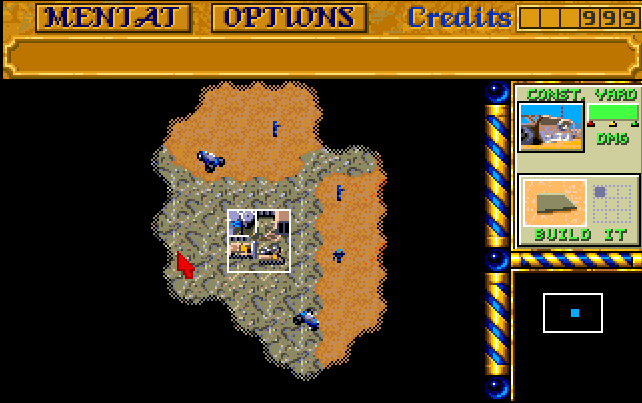 MENTAT OPTIONS Credits 999
CONST. YARD
DMG
BUILD IT